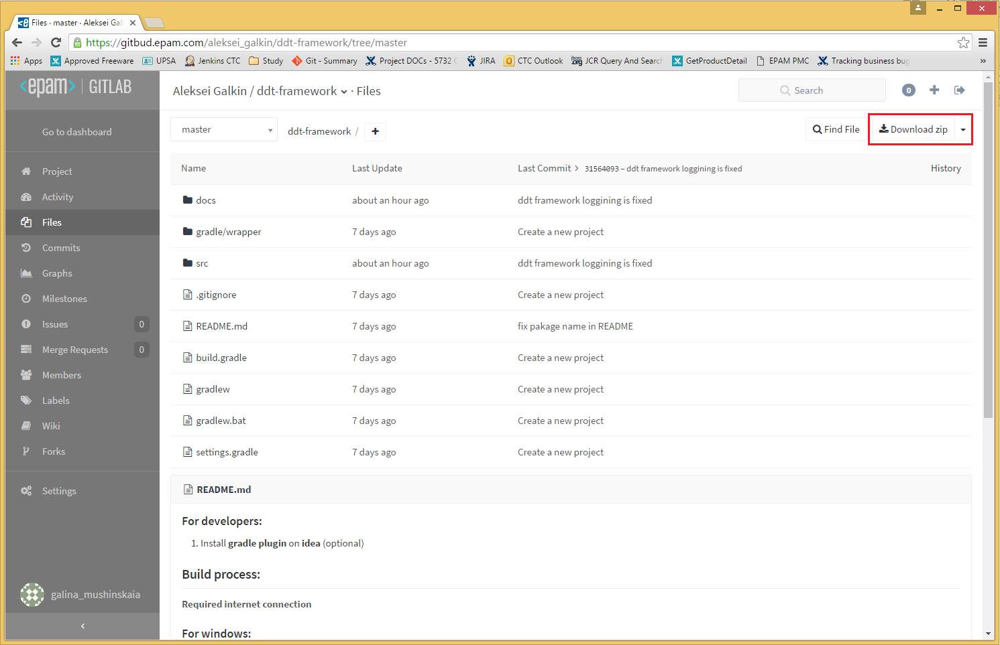 Files · master · Aleksei Gal
https://gitbud.epam.com/aleksei_galkin/ddt-framework/tree/master
Apps Approved Freeware UPSA Jenkins CTC Study Git - Summary Project DOCs - 5732 JIRA CTC Outlook JCR Query And Search GetProductDetail EPAM PMC Tracking business bug »
<epam> | GITLAB
Aleksei Galkin / ddt-framework · Files
Search
0
Go to dashboard
master
ddt-framework /
+
Find File
Download zip
Project
Activity
Files
Commits
Graphs
Milestones
Issues 0
Merge Requests 0
Members
Labels
Wiki
Forks
Settings
galina_mushinskaia
Name Last Update Last Commit > 31564093 – ddt framework loggining is fixed History
docs about an hour ago ddt framework loggining is fixed
gradle/wrapper 7 days ago Create a new project
src about an hour ago ddt framework loggining is fixed
.gitignore 7 days ago Create a new project
README.md 7 days ago fix pakage name in README
build.gradle 7 days ago Create a new project
gradlew 7 days ago Create a new project
gradlew.bat 7 days ago Create a new project
settings.gradle 7 days ago Create a new project
README.md
For developers:
1. Install gradle plugin on idea (optional)
Build process:
Required internet connection
For windows: